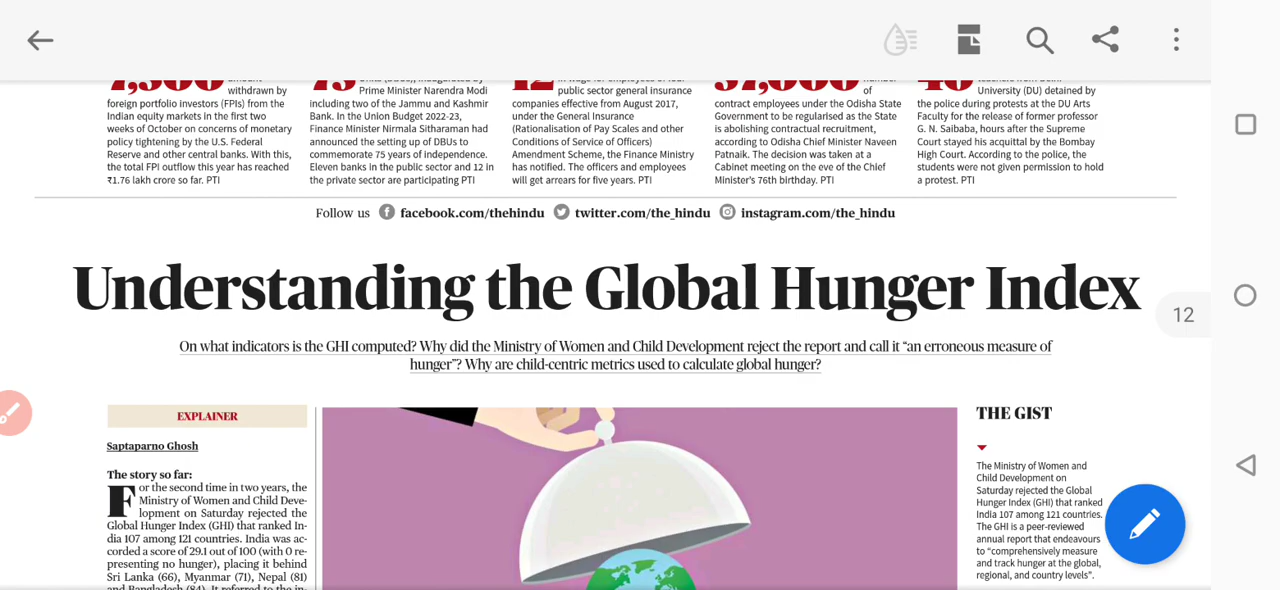 withdrawn by
foreign portfolio investors (FPIs) from the
Indian equity markets in the first two
weeks of October on concerns of monetary
policy tightening by the U.S. Federal
Reserve and other central banks. With this,
the total FPI outflow this year has reached
₹1.76 lakh crore so far. PTI
Prime Minister Narendra Modi
including two of the Jammu and Kashmir
Bank. In the Union Budget 2022-23,
Finance Minister Nirmala Sitharaman had
announced the setting up of DBUs to
commemorate 75 years of independence.
Eleven banks in the public sector and 12 in
the private sector are participating PTI
public sector general insurance
companies effective from August 2017,
under the General Insurance
(Rationalisation of Pay Scales and other
Conditions of Service of Officers)
Amendment Scheme, the Finance Ministry
has notified. The officers and employees
will get arrears for five years. PTI
of
contract employees under the Odisha State
Government to be regularised as the State
is abolishing contractual recruitment,
according to Odisha Chief Minister Naveen
Patnaik. The decision was taken at a
Cabinet meeting on the eve of the Chief
Minister's 76th birthday. PTI
University (DU) detained by
the police during protests at the DU Arts
Faculty for the release of former professor
G. N. Saibaba, hours after the Supreme
Court stayed his acquittal by the Bombay
High Court. According to the police, the
students were not given permission to hold
a protest. PTI
Follow us facebook.com/thehindu twitter.com/the_hindu instagram.com/the_hindu
Understanding the Global Hunger Index
12
On what indicators is the GHI computed? Why did the Ministry of Women and Child Development reject the report and call it “an erroneous measure of
hunger”? Why are child-centric metrics used to calculate global hunger?
EXPLAINER
Saptaparno Ghosh
The story so far:
For the second time in two years, the
Ministry of Women and Child Deve-
lopment on Saturday rejected the
Global Hunger Index (GHI) that ranked In-
dia 107 among 121 countries. India was ac-
corded a score of 29.1 out of 100 (with 0 re-
presenting no hunger), placing it behind
Sri Lanka (66), Myanmar (71), Nepal (81)
and Bangladesh (84). It referred to the in-
THE GIST
The Ministry of Women and
Child Development on
Saturday rejected the Global
Hunger Index (GHI) that ranked
India 107 among 121 countries.
The GHI is a peer-reviewed
annual report that endeavours
to “comprehensively measure
and track hunger at the global,
regional, and country levels”.